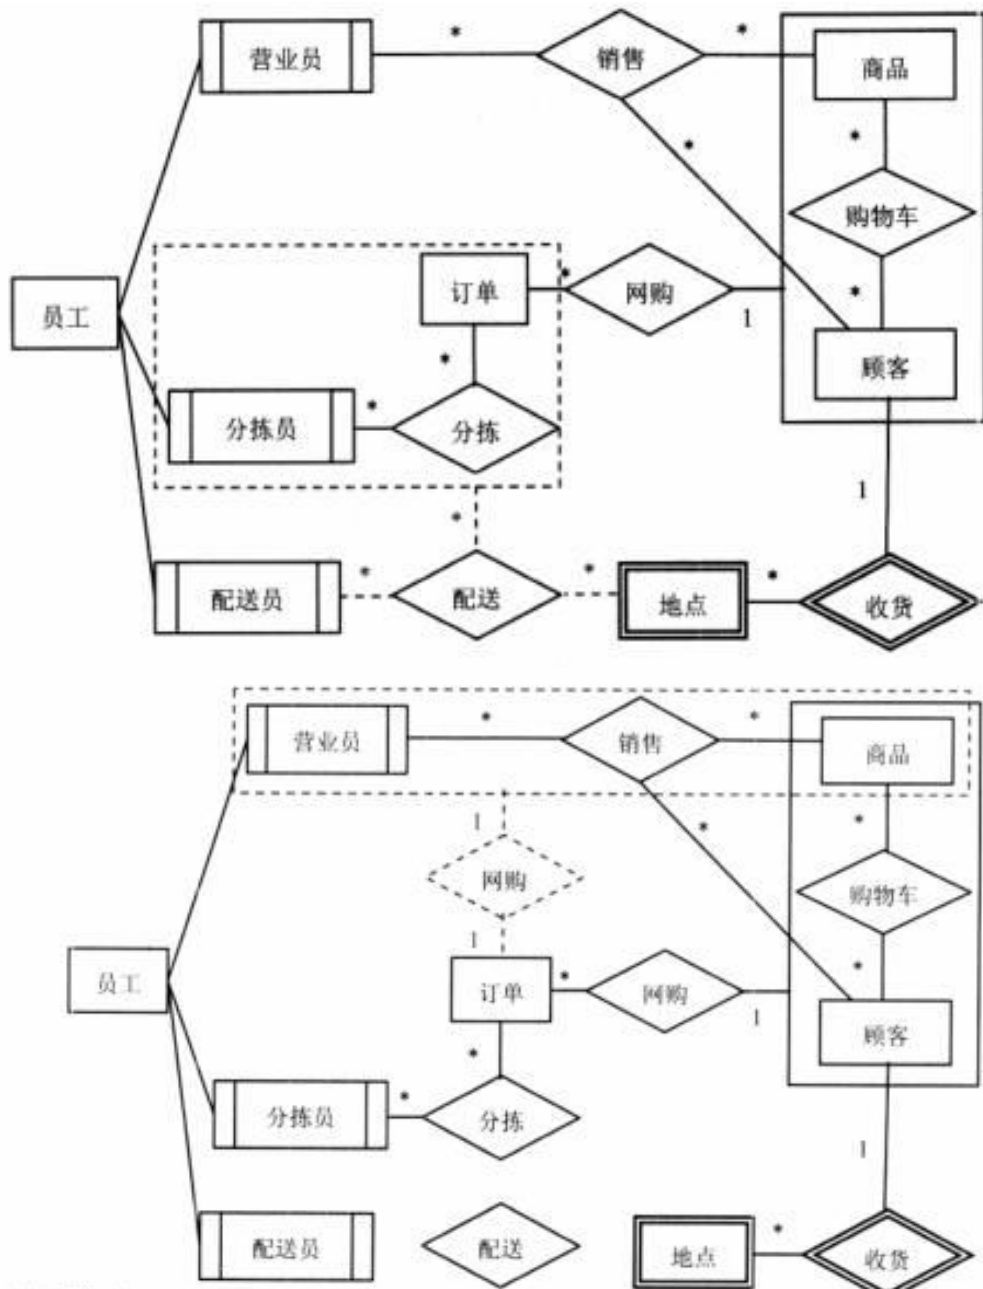 * *
营业员 销售 商品
* *
购物车
订单 * 网购 *
员工 1
* 顾客
分拣员 * 分拣
1
*
配送员 * 配送 * 地点 * 收货
营业员 * 销售 * 商品
1 * *
网购 购物车
1 *
员工 订单 * 网购
1 顾客
*
分拣员 * 分拣
1
配送员 配送 地点 * 收货